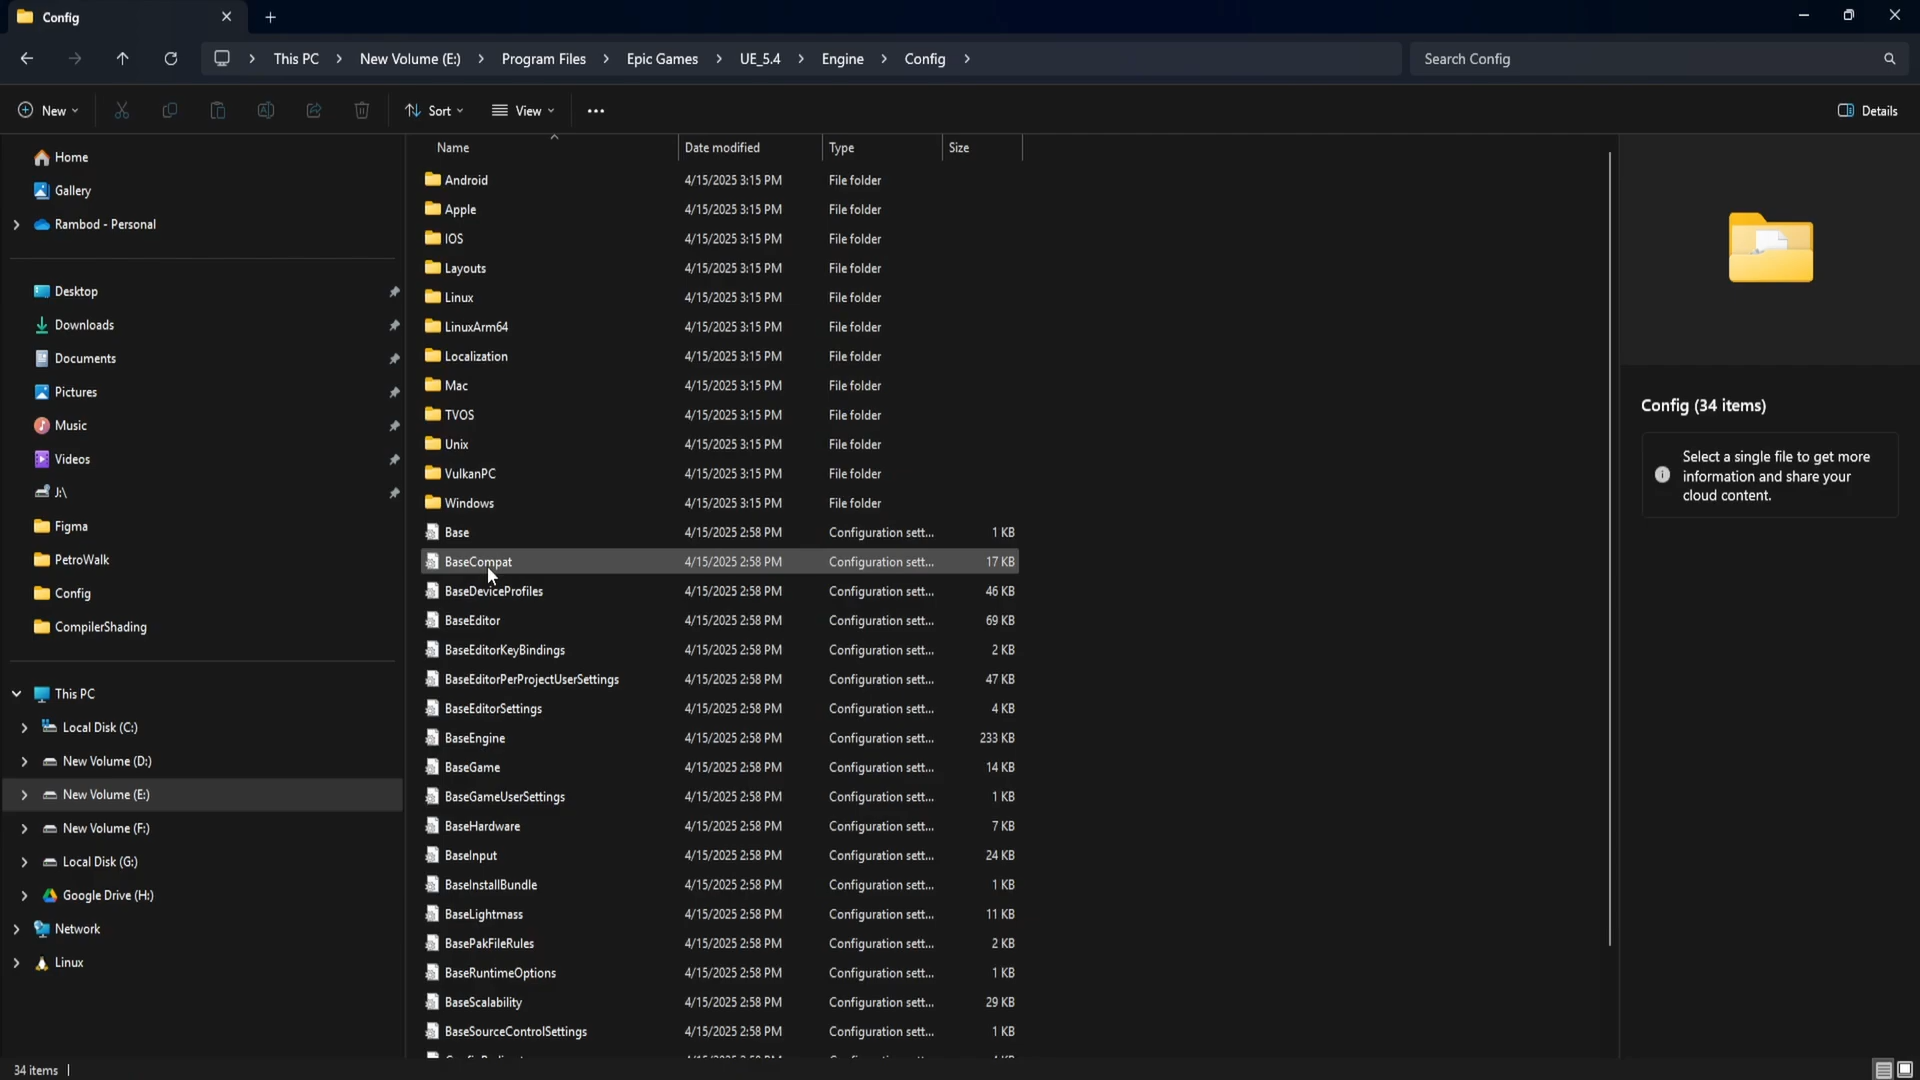 Config
This PC > New Volume (E:) > Program Files > Epic Games > UE_5.4 > Engine > Config >
Search Config
New
Sort
View
Details
Home
Gallery
Rambod - Personal
Desktop
Downloads
Documents
Pictures
Music
Videos
J:\
Figma
PetroWalk
Config
CompilerShading
This PC
Local Disk (C:)
New Volume (D:)
New Volume (E:)
New Volume (F:)
Local Disk (G:)
Google Drive (H:)
Network
Linux
Name Date modified Type Size
Android 4/15/2025 3:15 PM File folder
Apple 4/15/2025 3:15 PM File folder
IOS 4/15/2025 3:15 PM File folder
Layouts 4/15/2025 3:15 PM File folder
Linux 4/15/2025 3:15 PM File folder
LinuxArm64 4/15/2025 3:15 PM File folder
Localization 4/15/2025 3:15 PM File folder
Mac 4/15/2025 3:15 PM File folder
TVOS 4/15/2025 3:15 PM File folder
Unix 4/15/2025 3:15 PM File folder
VulkanPC 4/15/2025 3:15 PM File folder
Windows 4/15/2025 3:15 PM File folder
Base 4/15/2025 2:58 PM Configuration sett... 1 KB
BaseCompat 4/15/2025 2:58 PM Configuration sett... 17 KB
BaseDeviceProfiles 4/15/2025 2:58 PM Configuration sett... 46 KB
BaseEditor 4/15/2025 2:58 PM Configuration sett... 69 KB
BaseEditorKeyBindings 4/15/2025 2:58 PM Configuration sett... 2 KB
BaseEditorPerProjectUserSettings 4/15/2025 2:58 PM Configuration sett... 47 KB
BaseEditorSettings 4/15/2025 2:58 PM Configuration sett... 4 KB
BaseEngine 4/15/2025 2:58 PM Configuration sett... 233 KB
BaseGame 4/15/2025 2:58 PM Configuration sett... 14 KB
BaseGameUserSettings 4/15/2025 2:58 PM Configuration sett... 1 KB
BaseHardware 4/15/2025 2:58 PM Configuration sett... 7 KB
BaseInput 4/15/2025 2:58 PM Configuration sett... 24 KB
BaseInstallBundle 4/15/2025 2:58 PM Configuration sett... 1 KB
BaseLightmass 4/15/2025 2:58 PM Configuration sett... 11 KB
BasePakFileRules 4/15/2025 2:58 PM Configuration sett... 2 KB
BaseRuntimeOptions 4/15/2025 2:58 PM Configuration sett... 1 KB
BaseScalability 4/15/2025 2:58 PM Configuration sett... 29 KB
BaseSourceControlSettings 4/15/2025 2:58 PM Configuration sett... 1 KB
Config (34 items)
Select a single file to get more
information and share your
cloud content.
34 items